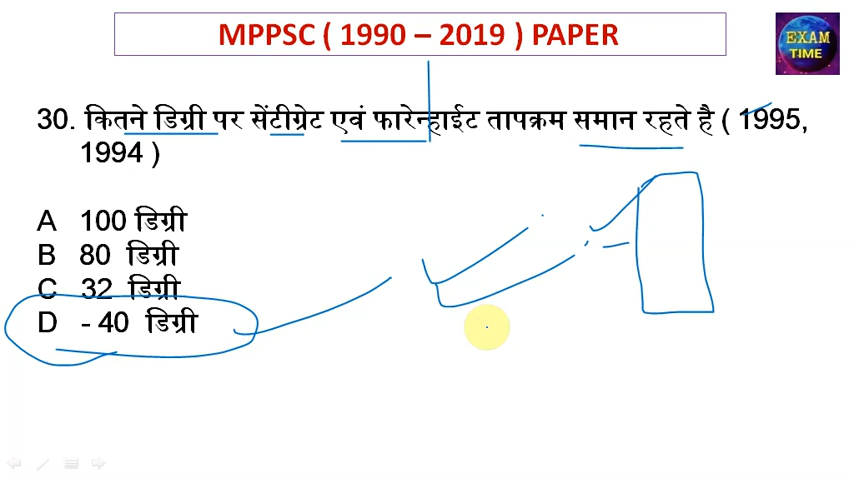 MPPSC ( 1990 – 2019 ) PAPER
EXAM
TIME
30. कितने डिग्री पर सेंटीग्रेट एवं फारेन्हाईट तापक्रम समान रहते है ( 1995,
1994 )
A 100 डिग्री
B 80 डिग्री
C 32 डिग्री
D - 40 डिग्री